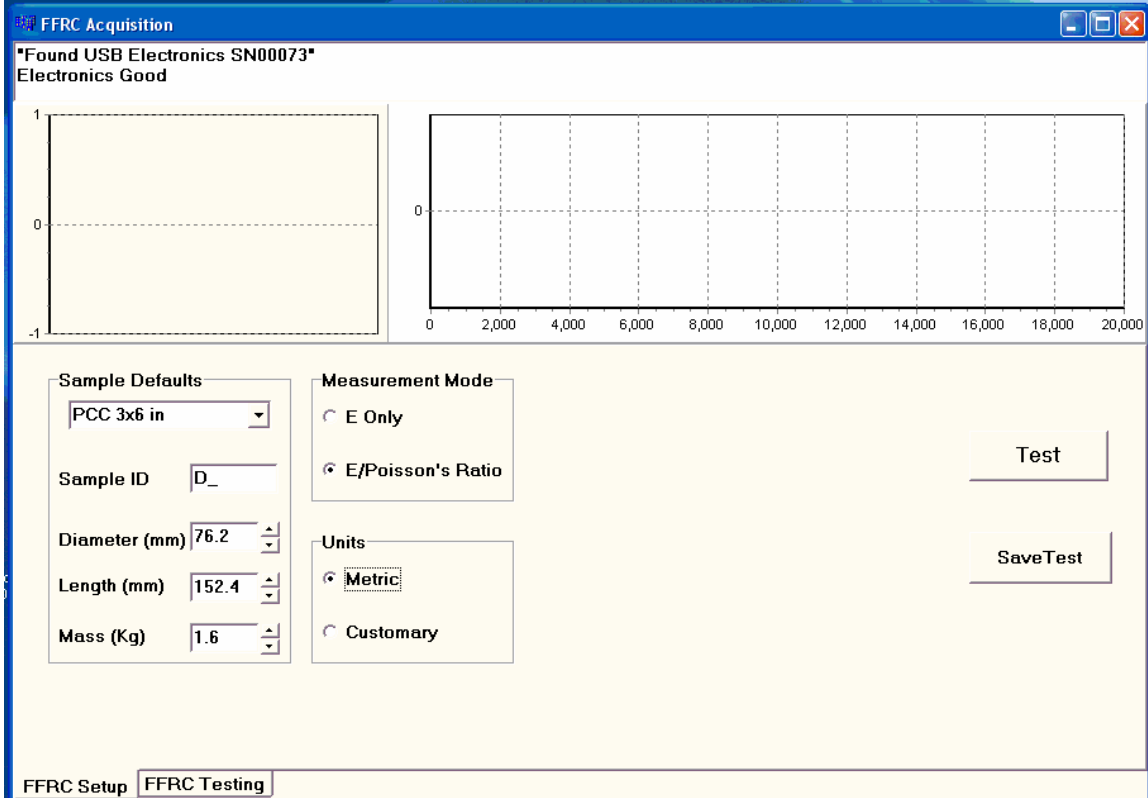 FFRC Acquisition
"Found USB Electronics SN00073"
Electronics Good
1
0
-1
0
0
2,000
4,000
6,000
8,000
10,000
12,000
14,000
16,000
18,000
20,000
Sample Defaults
PCC 3x6 in
Sample ID
D_
Diameter (mm)
76.2
Length (mm)
152.4
Mass (Kg)
1.6
Measurement Mode
E Only
E/Poisson's Ratio
Units
Metric
Customary
Test
SaveTest
FFRC Setup
FFRC Testing